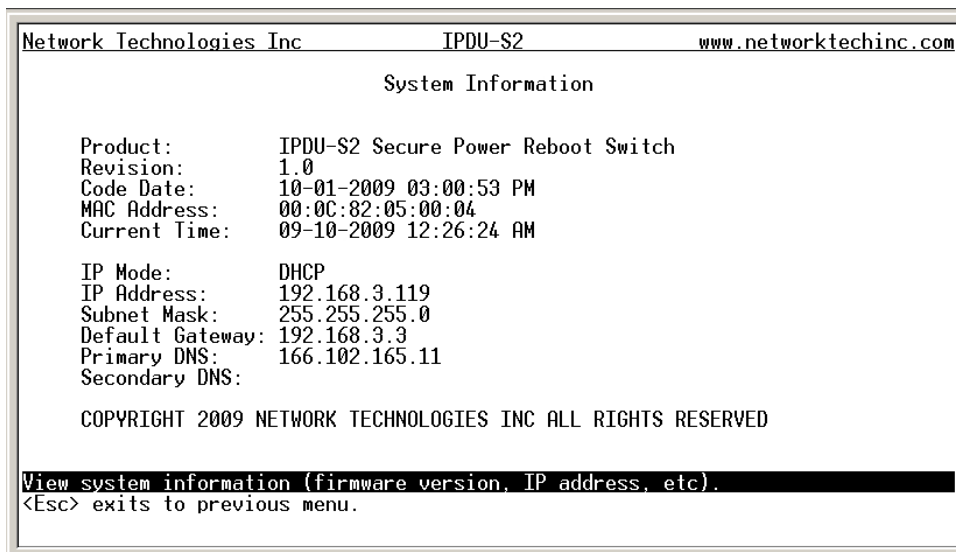 Network Technologies Inc IPDU-S2 www.networktechinc.com
System Information
Product: IPDU-S2 Secure Power Reboot Switch
Revision: 1.0
Code Date: 10-01-2009 03:00:53 PM
MAC Address: 00:0C:82:05:00:04
Current Time: 09-10-2009 12:26:24 AM
IP Mode: DHCP
IP Address: 192.168.3.119
Subnet Mask: 255.255.255.0
Default Gateway: 192.168.3.3
Primary DNS: 166.102.165.11
Secondary DNS:
COPYRIGHT 2009 NETWORK TECHNOLOGIES INC ALL RIGHTS RESERVED
View system information (firmware version, IP address, etc).
<Esc> exits to previous menu.